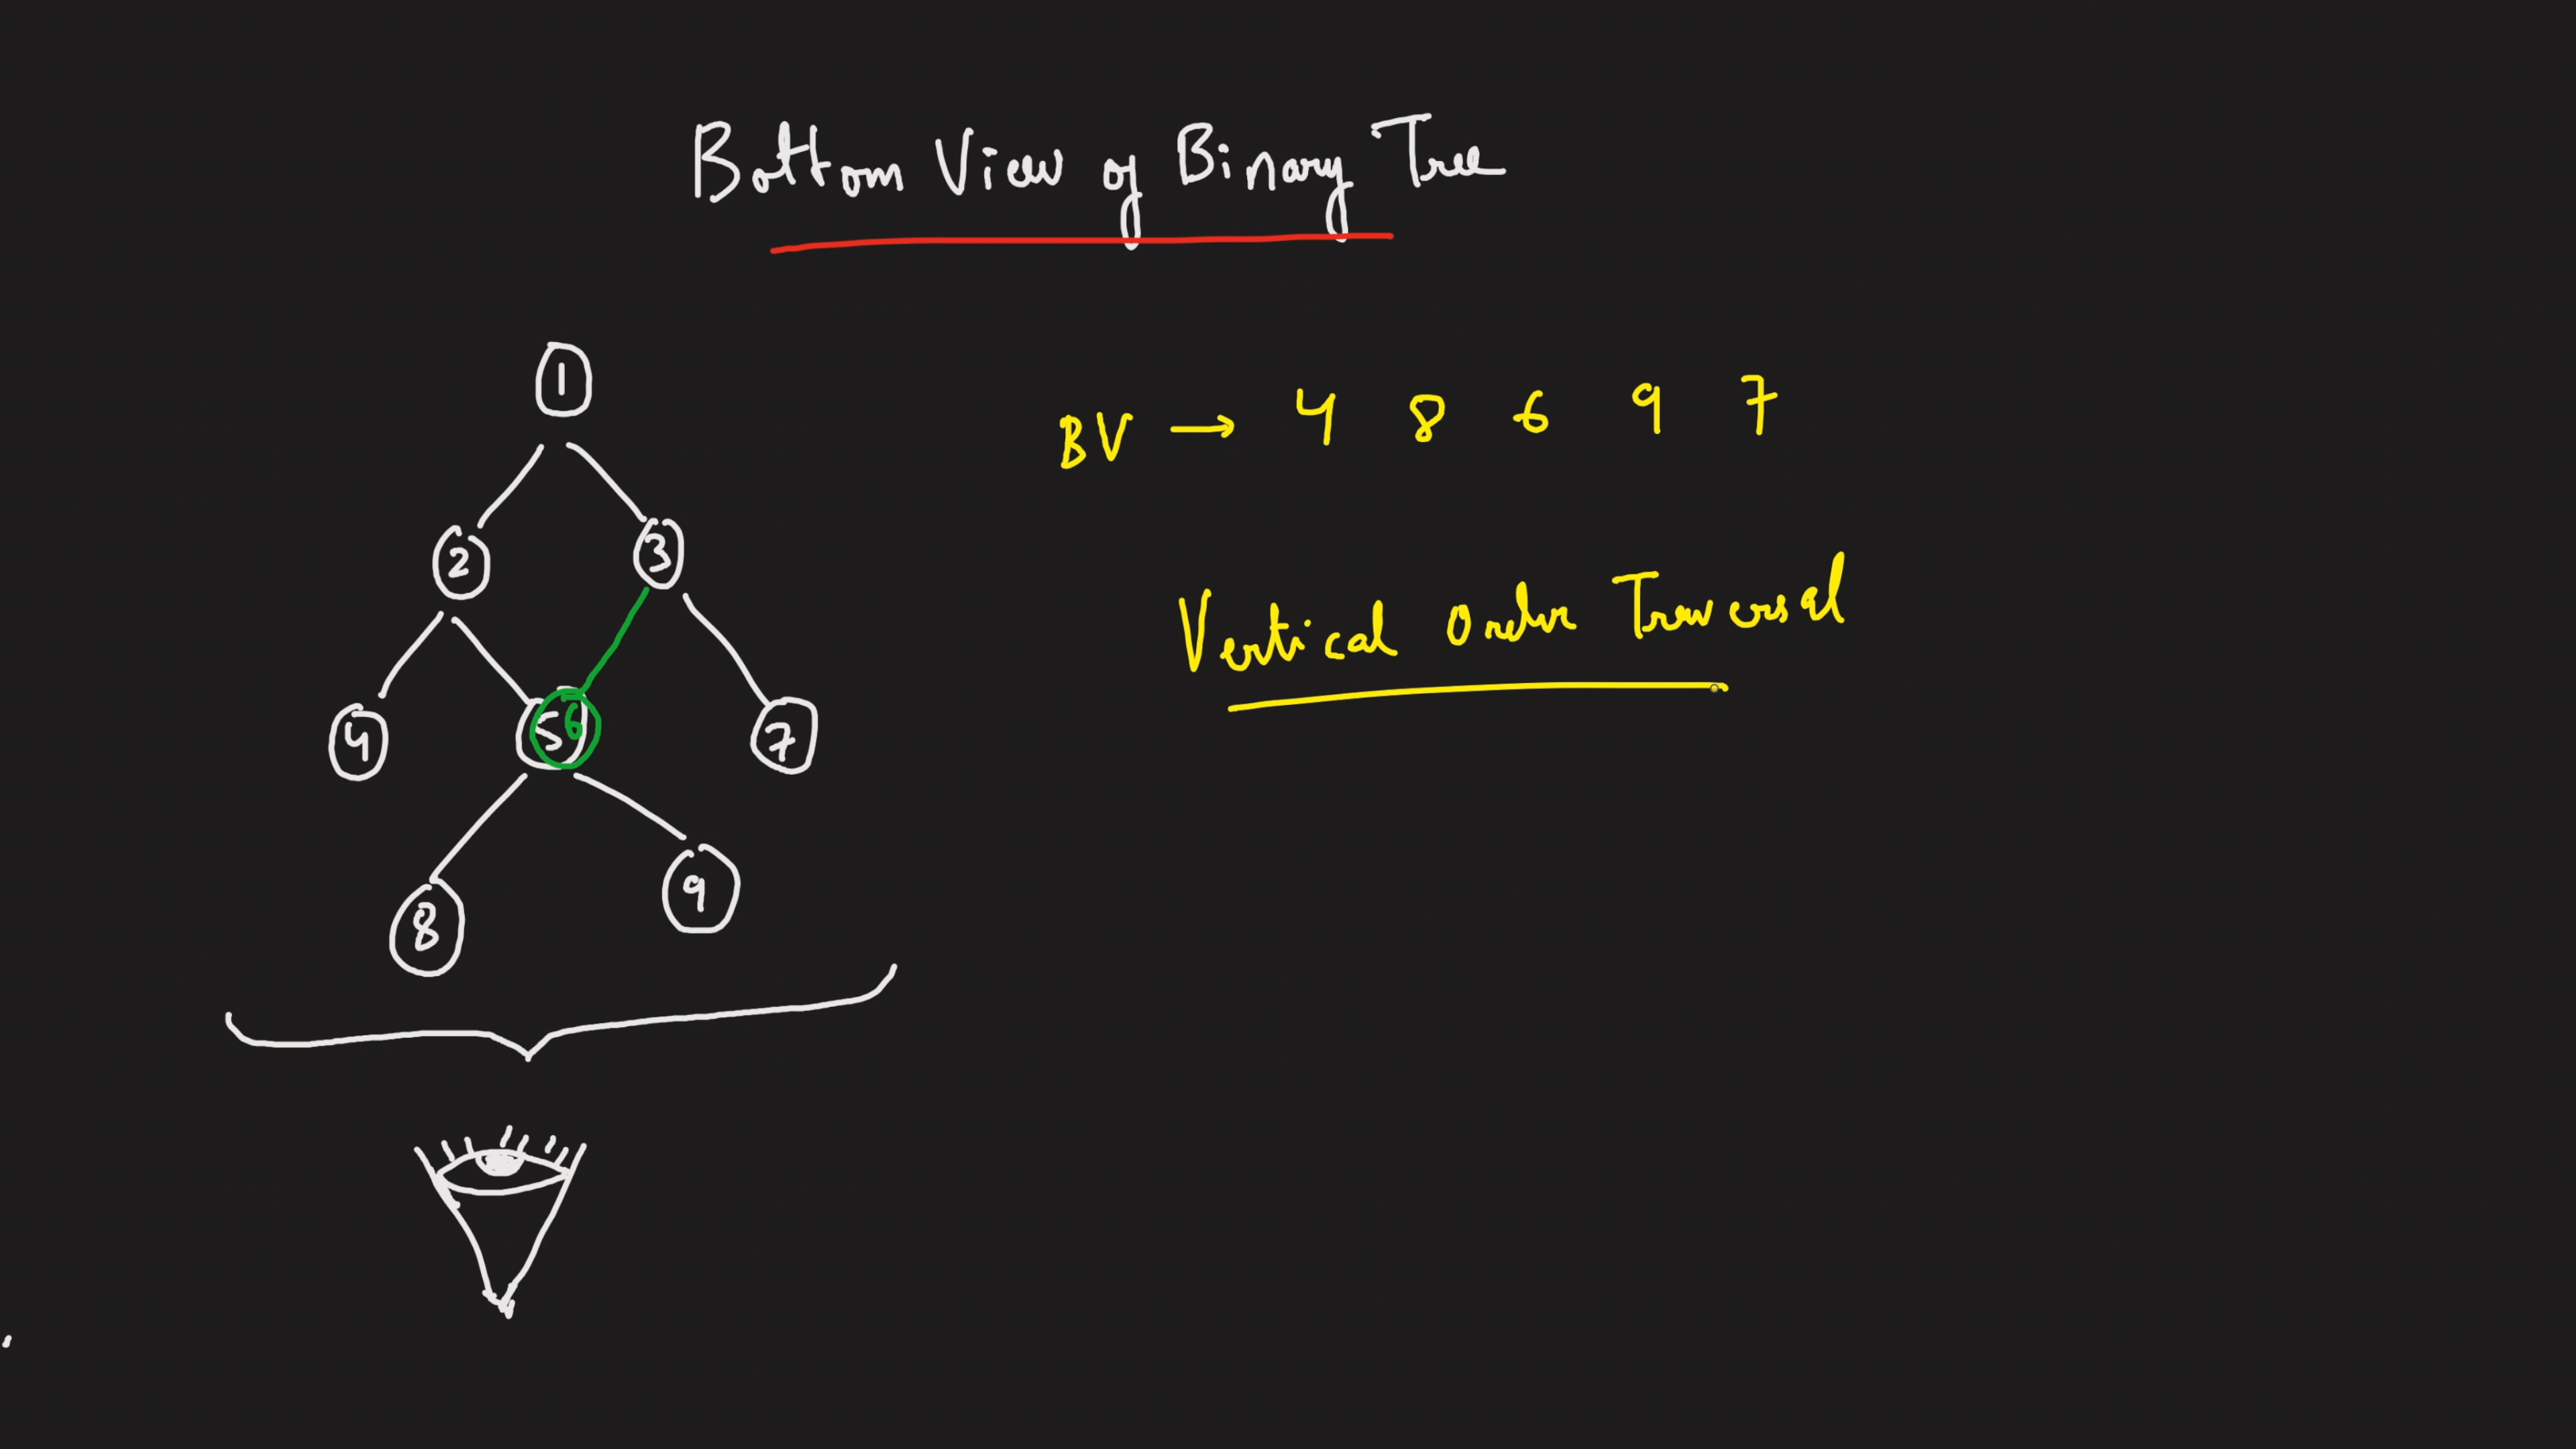 Bottom View of Binary Tree
1
BV → 4 8 6 9 7
2 3
Vertical Order Traversal
4 5 6 7
8 9